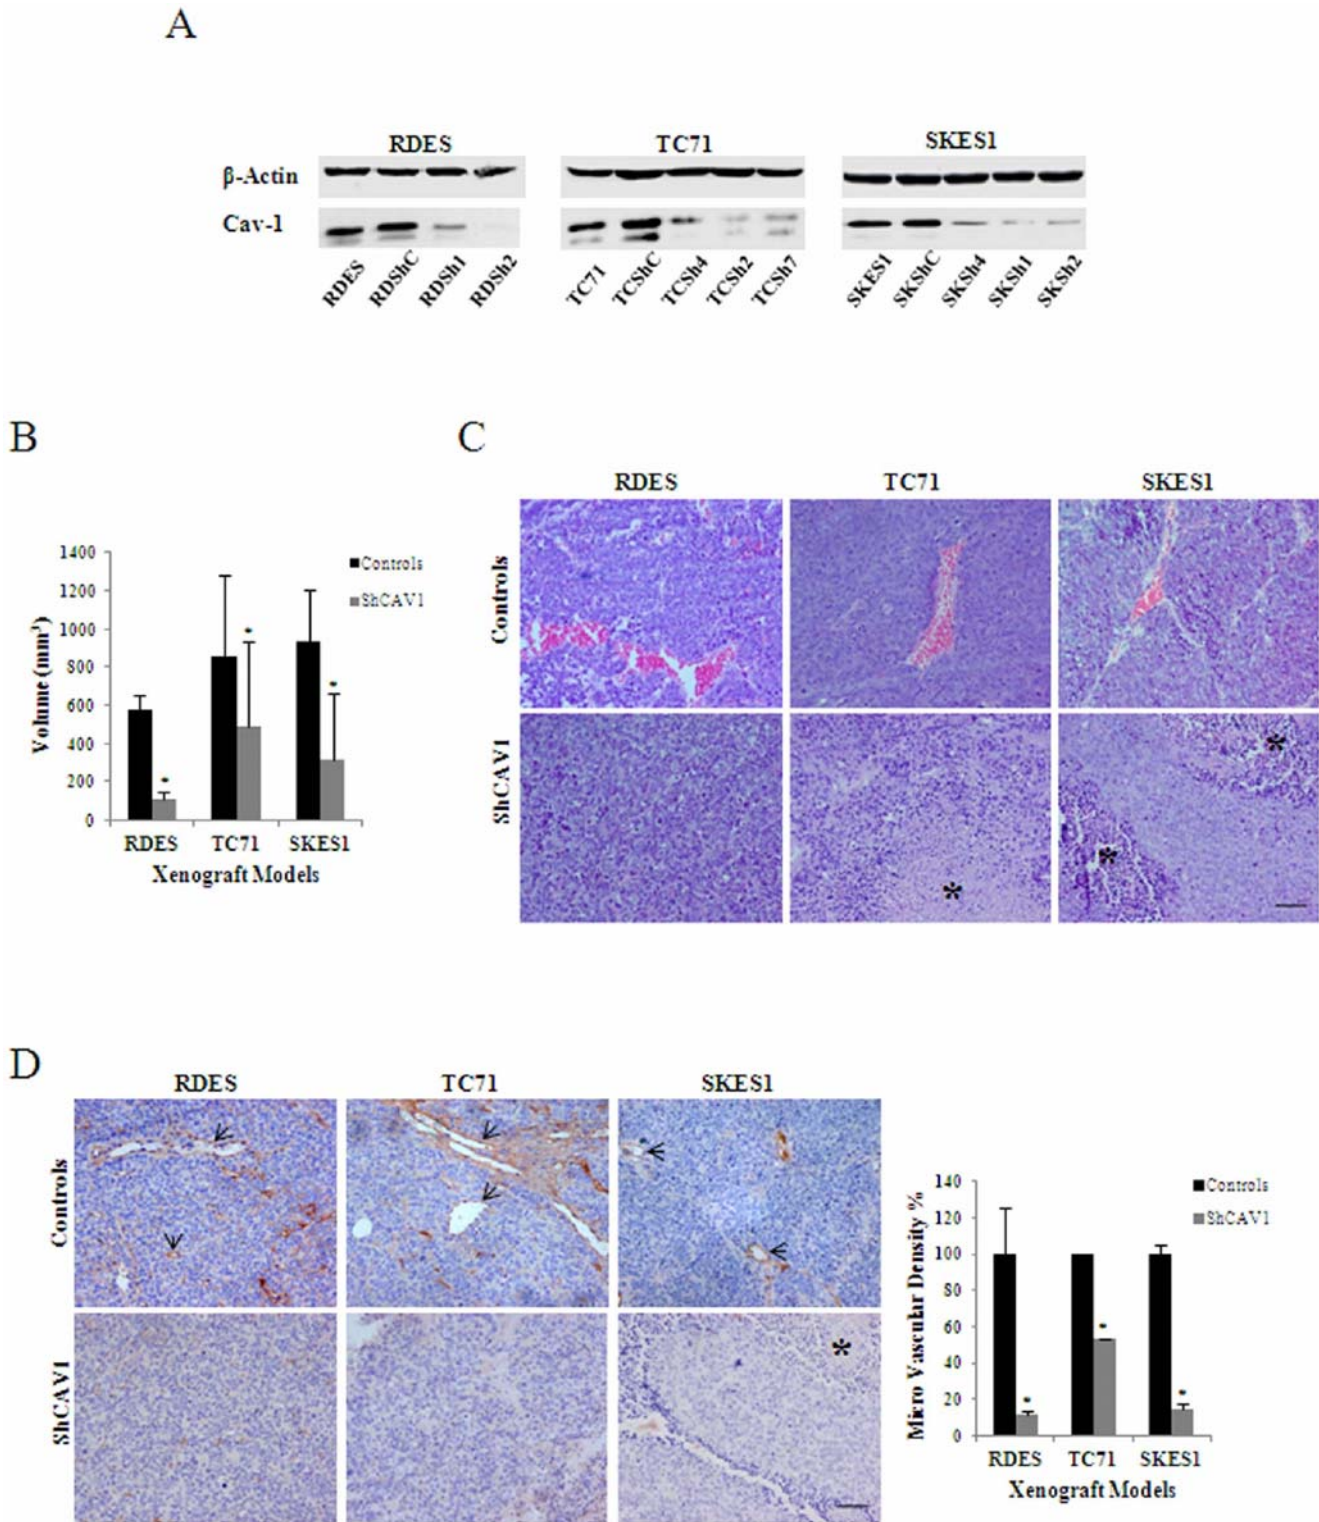 A
RDES TC71 SKES1
β-Actin
Cav-1
RDES RDShC RDSh1 RDSh2 TC71 TCShC TCSh4 TCSh2 TCSh7 SKES1 SKShC SKSh4 SKSh1 SKSh2
B
Volume (mm³)
1400
1200
1000
800
600
400
200
0
Controls
ShCAV1
* * *
RDES TC71 SKES1
Xenograft Models
C
RDES TC71 SKES1
Controls
ShCAV1
*
*
*
D
RDES TC71 SKES1
Controls
ShCAV1
*
Micro Vascular Density %
140
120
100
80
60
40
20
0
Controls
ShCAV1
* * *
RDES TC71 SKES1
Xenograft Models